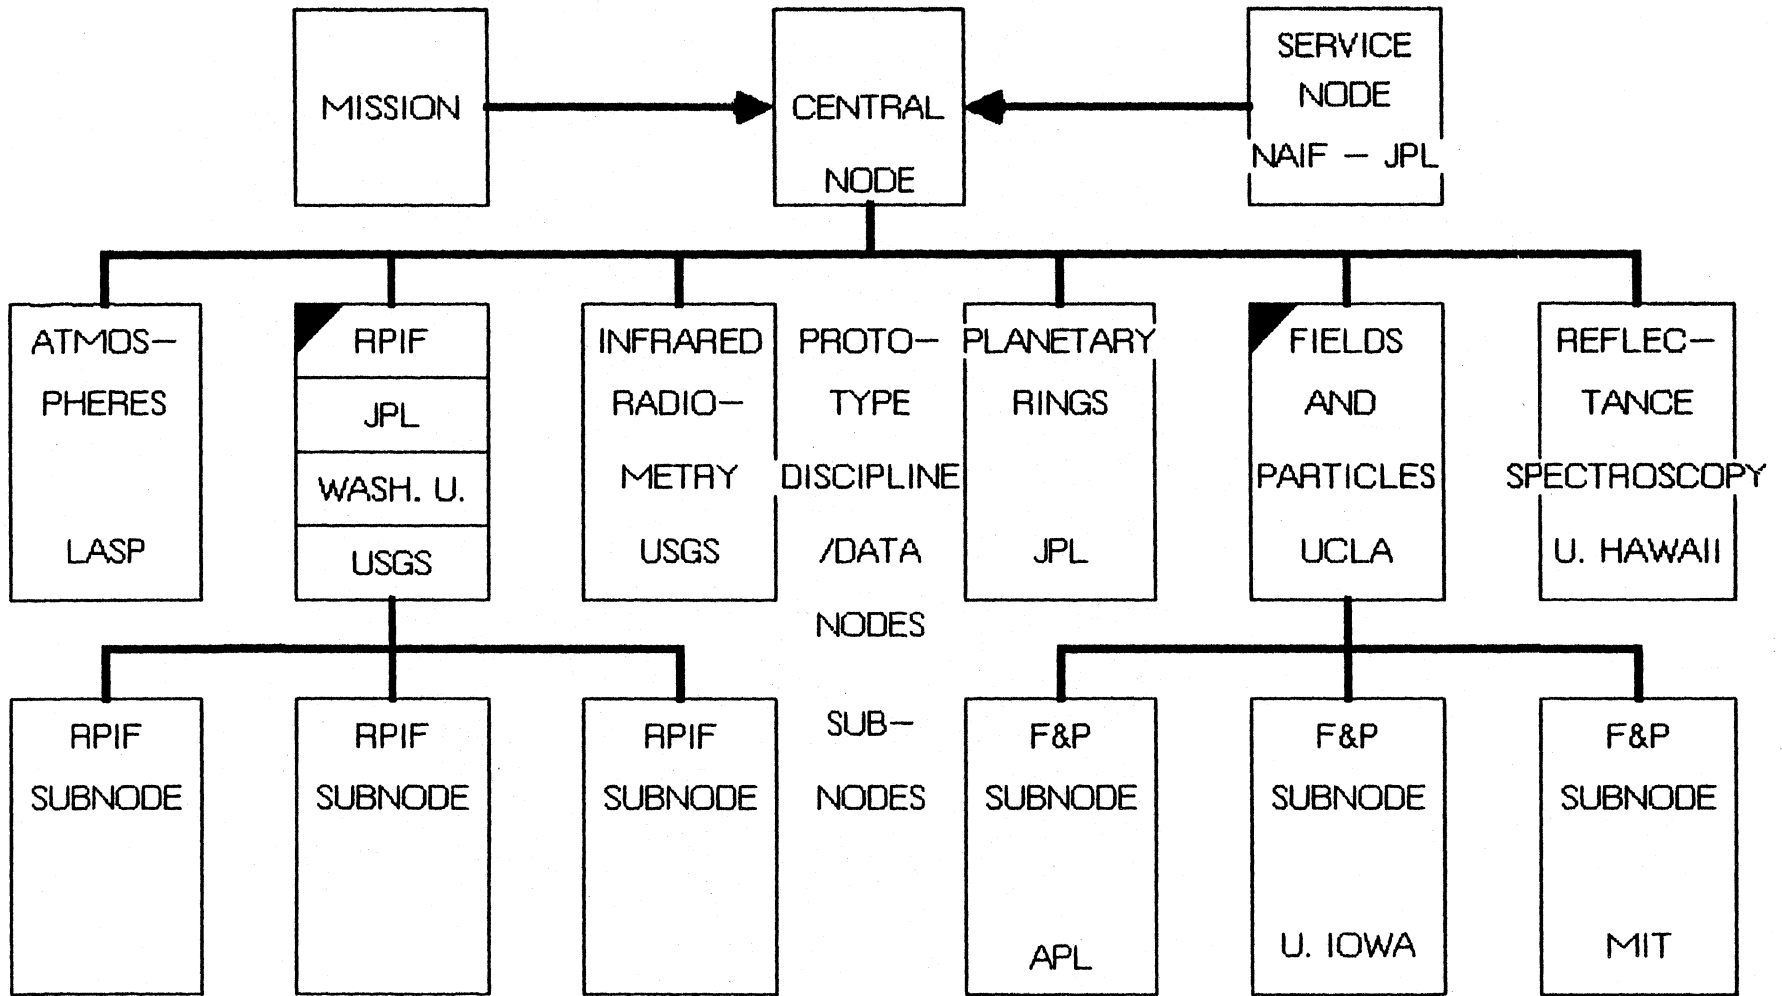 MISSION
CENTRAL
NODE
SERVICE
NODE
NAIF – JPL
ATMOS–
PHERES
LASP
RPIF
JPL
WASH. U.
USGS
INFRARED
RADIO–
METRY
USGS
PROTO–
TYPE
DISCIPLINE
/DATA
NODES
PLANETARY
RINGS
JPL
FIELDS
AND
PARTICLES
UCLA
REFLEC–
TANCE
SPECTROSCOPY
U. HAWAII
RPIF
SUBNODE
RPIF
SUBNODE
RPIF
SUBNODE
SUB–
NODES
F&P
SUBNODE
APL
F&P
SUBNODE
U. IOWA
F&P
SUBNODE
MIT